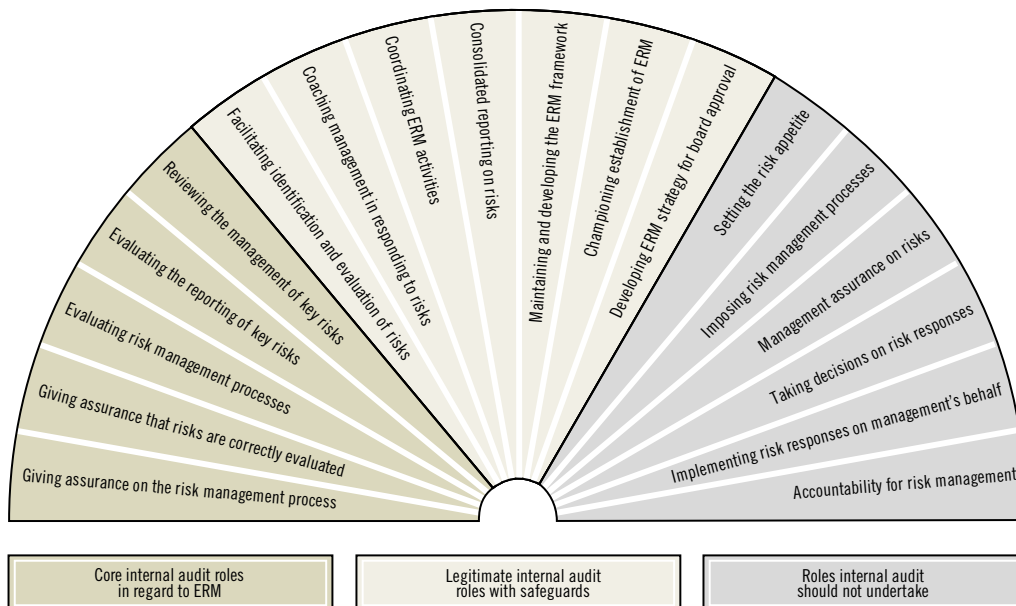 Giving assurance on the risk management process
Giving assurance that risks are correctly evaluated
Evaluating risk management processes
Evaluating the reporting of key risks
Reviewing the management of key risks
Facilitating identification and evaluation of risks
Coaching management in responding to risks
Coordinating ERM activities
Consolidated reporting on risks
Maintaining and developing the ERM framework
Championing establishment of ERM
Developing ERM strategy for board approval
Setting the risk appetite
Imposing risk management processes
Management assurance on risks
Taking decisions on risk responses
Implementing risk responses on management's behalf
Accountability for risk management
Core internal audit roles
in regard to ERM
Legitimate internal audit
roles with safeguards
Roles internal audit
should not undertake